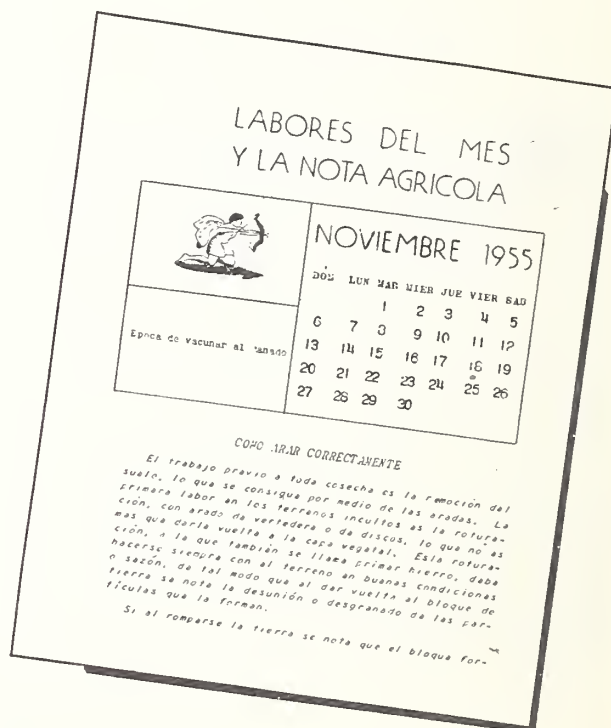 LABORES DEL MES
Y LA NOTA AGRICOLA
Epoca de vacunar al ganado
NOVIEMBRE 1955
DOM LUN MAR MIER JUE VIER SAB
1 2 3 4 5
6 7 8 9 10 11 12
13 14 15 16 17 18 19
20 21 22 23 24 25 26
27 28 29 30
COMO ARAR CORRECTAMENTE
El trabajo previo a toda cosecha es la remoción del
suelo, lo que se consigue por medio de las aradas. La
primera labor en los terrenos incultos es la rotura-
ción, con arado de vertedera o de discos, lo que no es
mas que darle vuelta a la capa vegetal. Esta rotura-
ción, a la que también se llama primer hierro, debe
hacerse siempre con el terreno en buenas condiciones
o sazón, de tal modo que al dar vuelta al bloque de
tierra se nota la desunión o desgranado de las par-
tículas que la forman.
Si al romperse la tierra se nota que el bloque for-